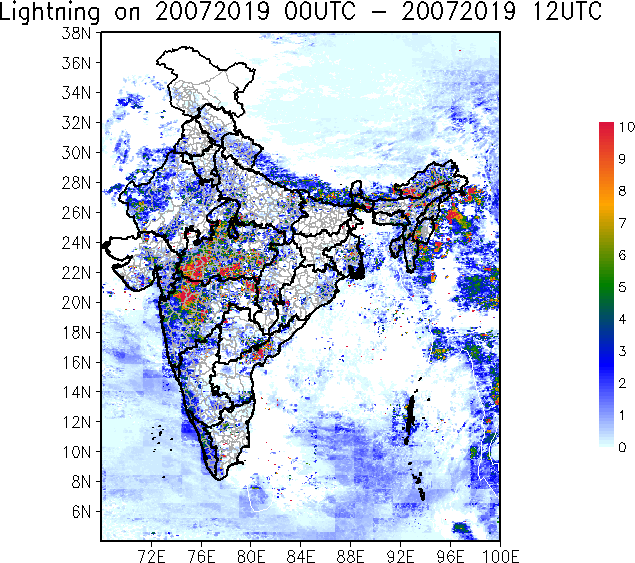 Lightning on 20072019 00UTC – 20072019 12UTC
38N
36N
34N
32N
30N
28N
26N
24N
22N
20N
18N
16N
14N
12N
10N
8N
6N
72E 76E 80E 84E 88E 92E 96E 100E
10
9
8
7
6
5
4
3
2
1
0